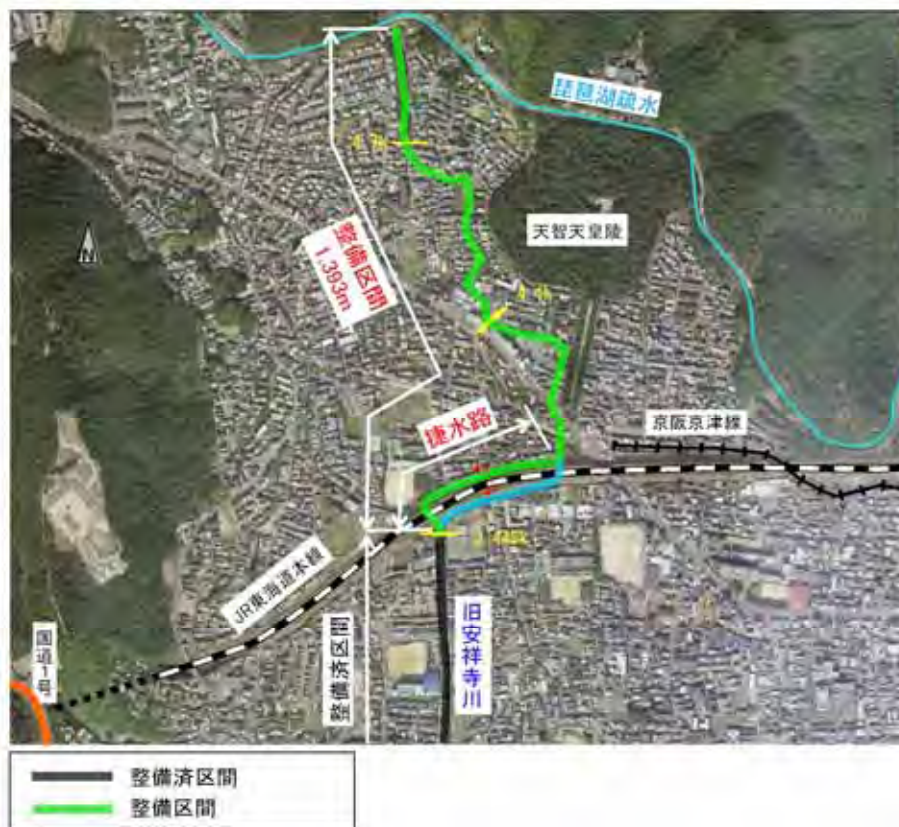 琵琶湖疏水
4.7k
N
天智天皇陵
整備区間
1,393m
京阪京津線
捷水路
JR東海道本線
国道1号
整備済区間
旧安祥寺川
整備済区間
整備区間